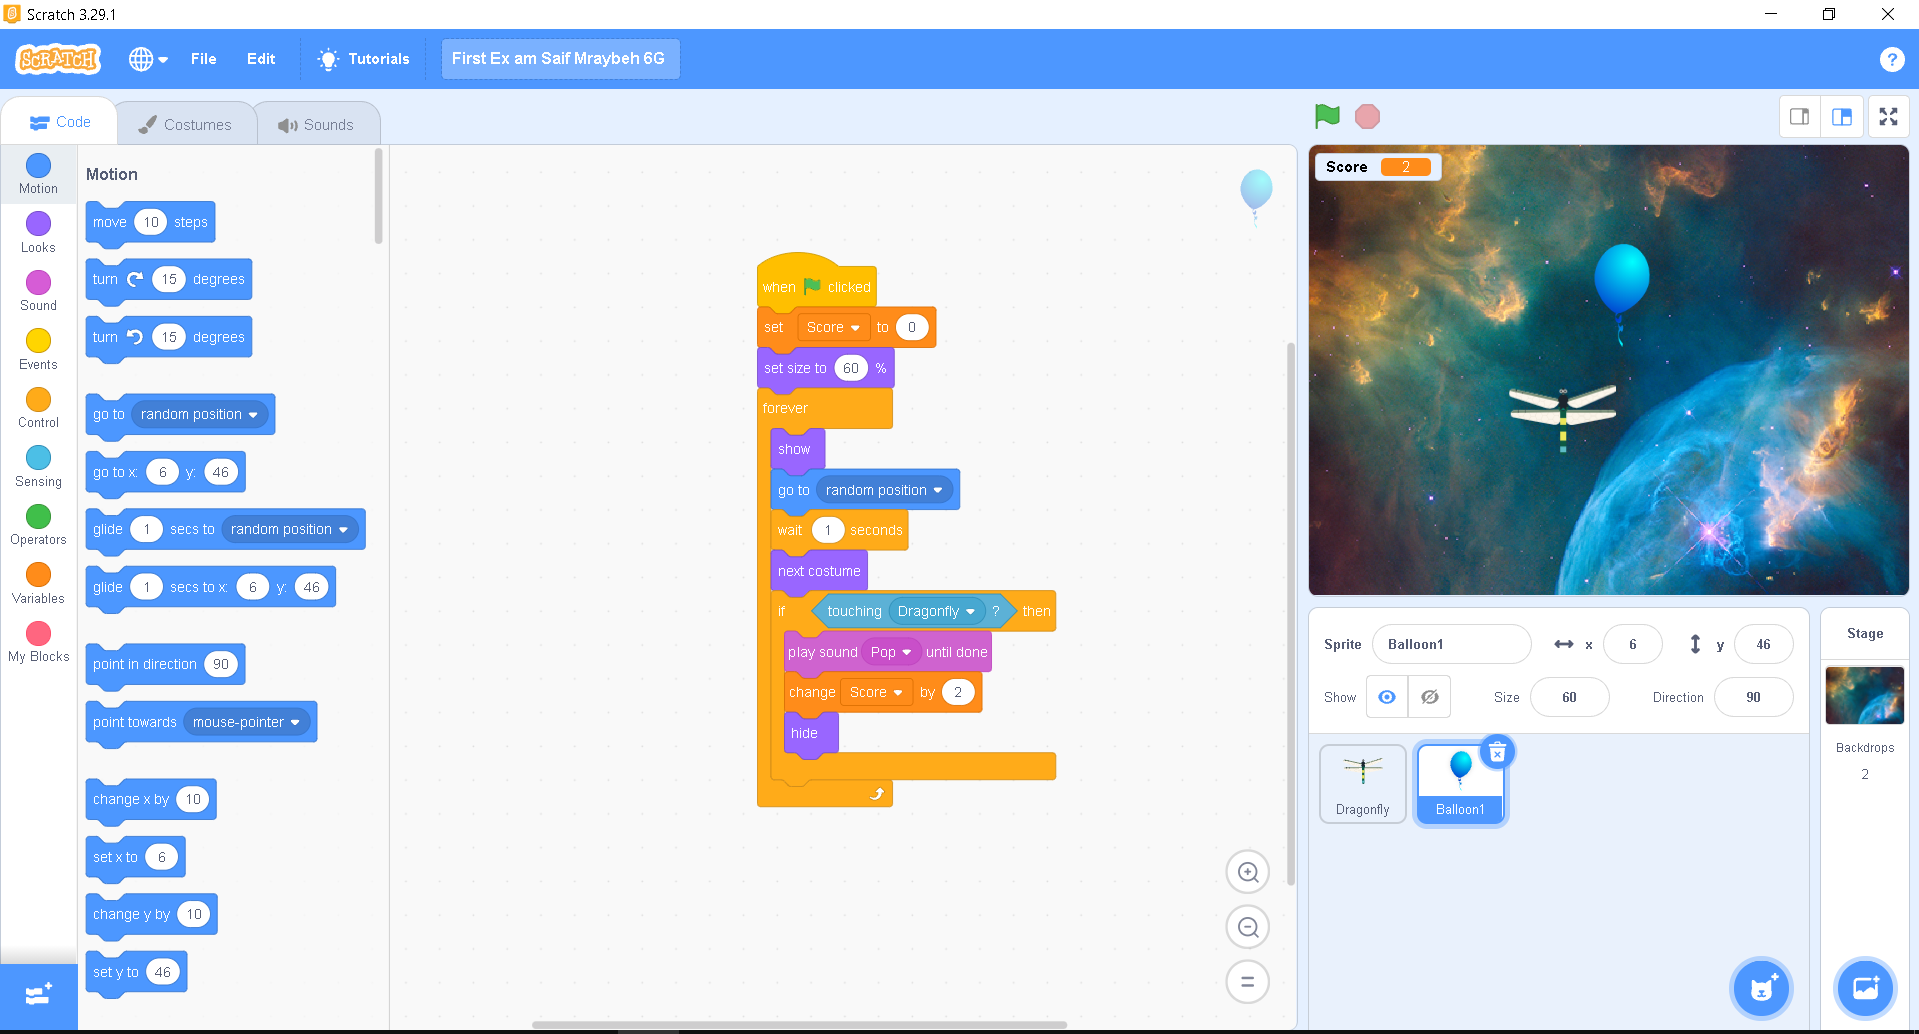 Scratch 3.29.1
SCRATCH File Edit Tutorials First Ex am Saif Mraybeh 6G ?
Code Costumes Sounds
Motion
Looks
Sound
Events
Control
Sensing
Operators
Variables
My Blocks
Motion
move 10 steps
turn 15 degrees
turn 15 degrees
go to random position
go to x: 6 y: 46
glide 1 secs to random position
glide 1 secs to x: 6 y: 46
point in direction 90
point towards mouse-pointer
change x by 10
set x to 6
change y by 10
set y to 46
when clicked
set Score to 0
set size to 60 %
forever
show
go to random position
wait 1 seconds
next costume
if touching Dragonfly ? then
play sound Pop until done
change Score by 2
hide
Score 2
Sprite Balloon1 x 6 y 46
Show Size 60 Direction 90
Dragonfly
Balloon1
Stage
Backdrops
2